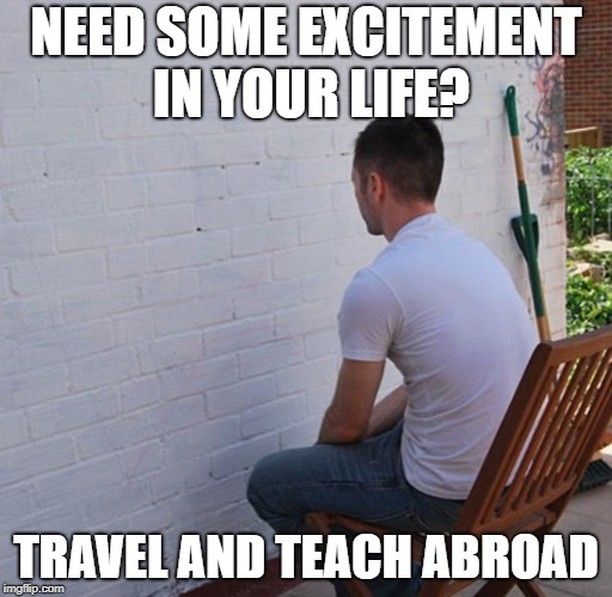 NEED SOME EXCITEMENT
IN YOUR LIFE?
TRAVEL AND TEACH ABROAD
imgflip.com